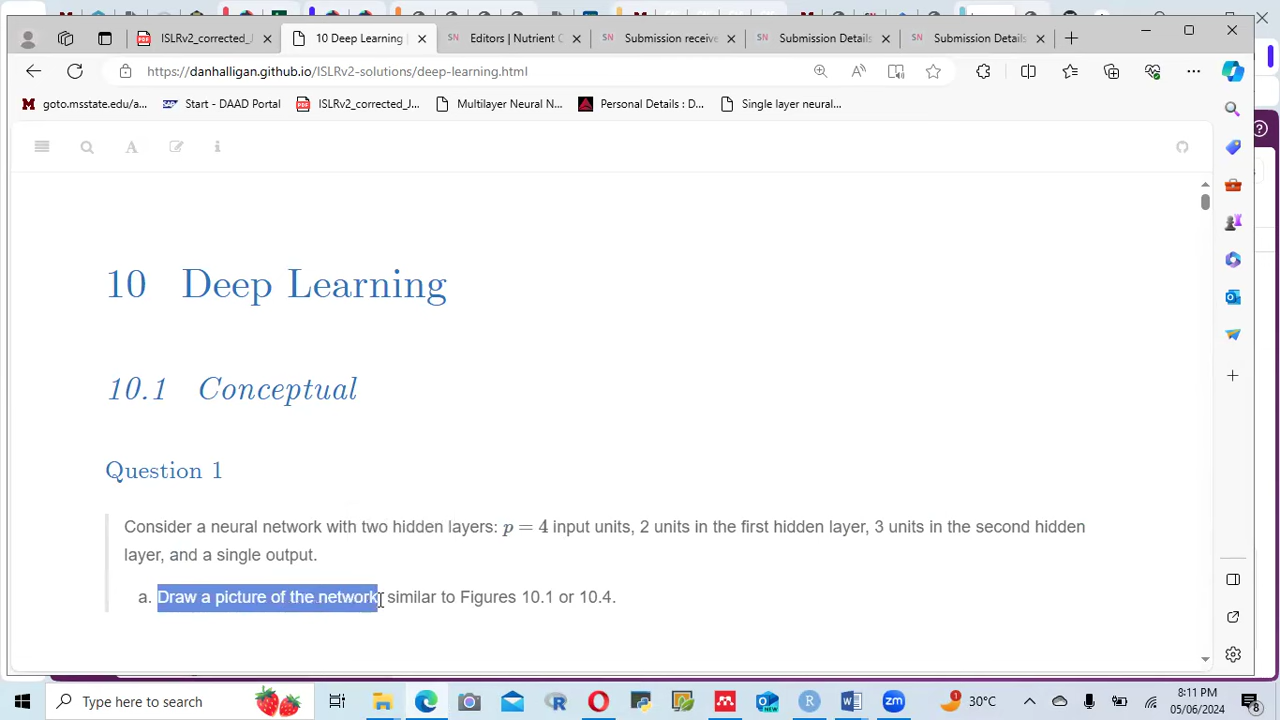 ISLRv2_corrected_J
10 Deep Learning |
Editors | Nutrient C
Submission receive
Submission Details
Submission Details
https://danhalligan.github.io/ISLRv2-solutions/deep-learning.html
goto.msstate.edu/a...
Start - DAAD Portal
ISLRv2_corrected_J...
Multilayer Neural N...
Personal Details : D...
Single layer neural...
10 Deep Learning
10.1 Conceptual
Question 1
Consider a neural network with two hidden layers: p = 4 input units, 2 units in the first hidden layer, 3 units in the second hidden
layer, and a single output.
a. Draw a picture of the network similar to Figures 10.1 or 10.4.
Type here to search
30°C
8:11 PM
05/06/2024
8